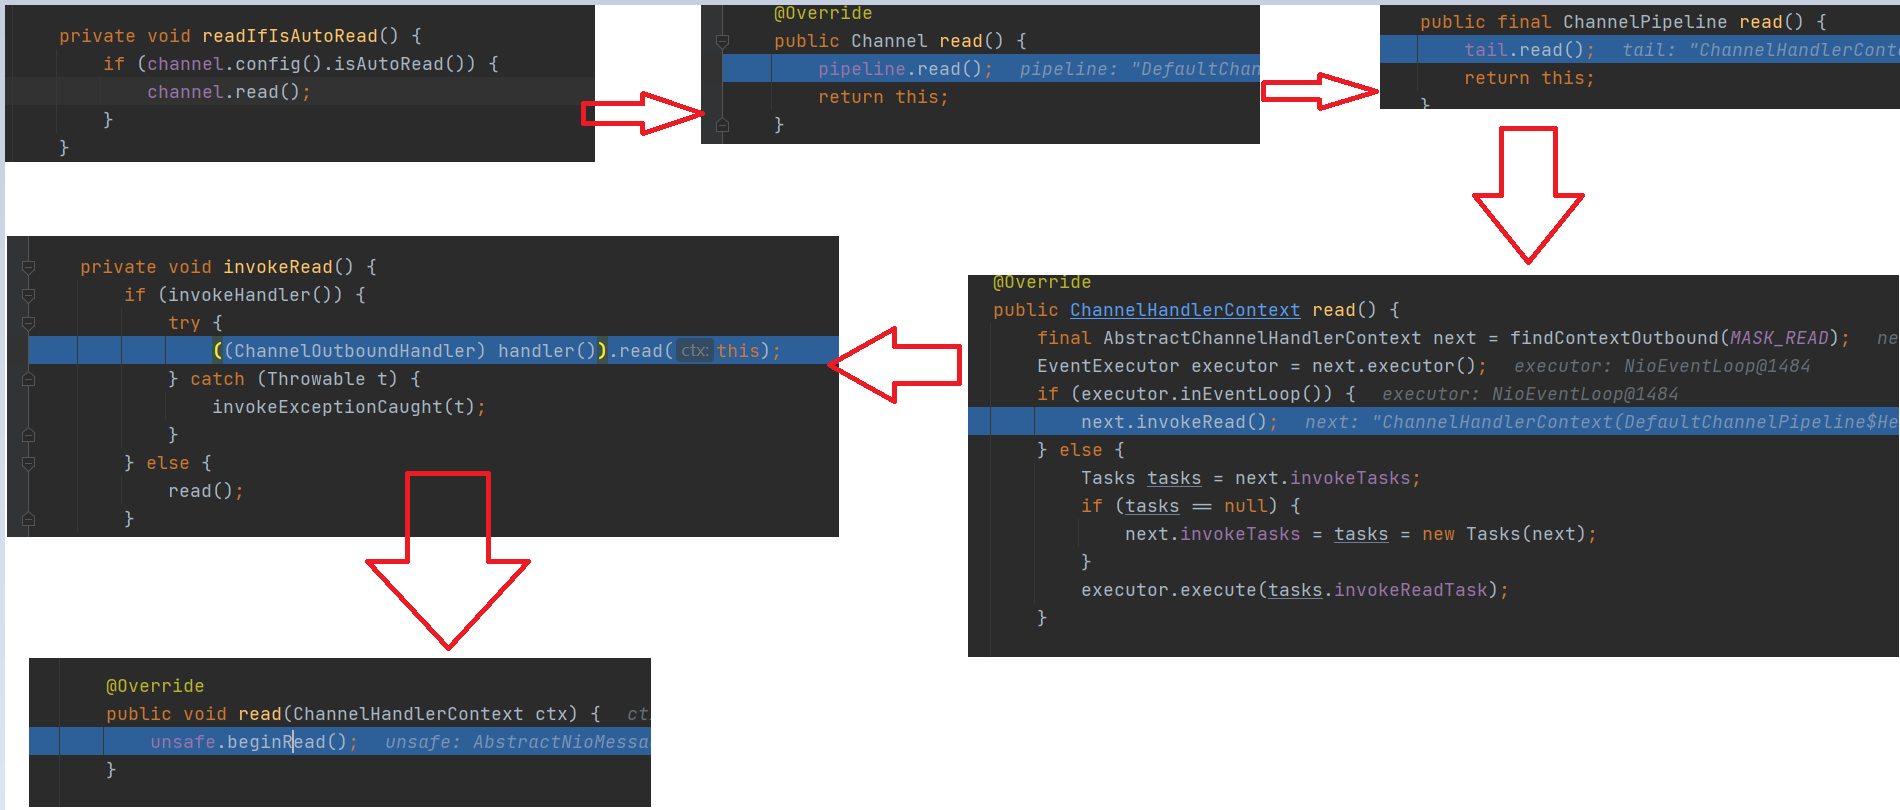 private void readIfIsAutoRead() {
if (channel.config().isAutoRead()) {
channel.read();
}
}
@Override
public Channel read() {
pipeline.read(); pipeline: "DefaultChan
return this;
}
public final ChannelPipeline read() {
tail.read(); tail: "ChannelHandlerCont
return this;
}
@Override
public ChannelHandlerContext read() {
final AbstractChannelHandlerContext next = findContextOutbound(MASK_READ); ne
EventExecutor executor = next.executor(); executor: NioEventLoop@1484
if (executor.inEventLoop()) { executor: NioEventLoop@1484
next.invokeRead(); next: "ChannelHandlerContext(DefaultChannelPipeline$He
} else {
Tasks tasks = next.invokeTasks;
if (tasks == null) {
next.invokeTasks = tasks = new Tasks(next);
}
executor.execute(tasks.invokeReadTask);
}
private void invokeRead() {
if (invokeHandler()) {
try {
((ChannelOutboundHandler) handler()).read( ctx: this);
} catch (Throwable t) {
invokeExceptionCaught(t);
}
} else {
read();
}
@Override
public void read(ChannelHandlerContext ctx) { ct
unsafe.beginRead(); unsafe: AbstractNioMessa
}